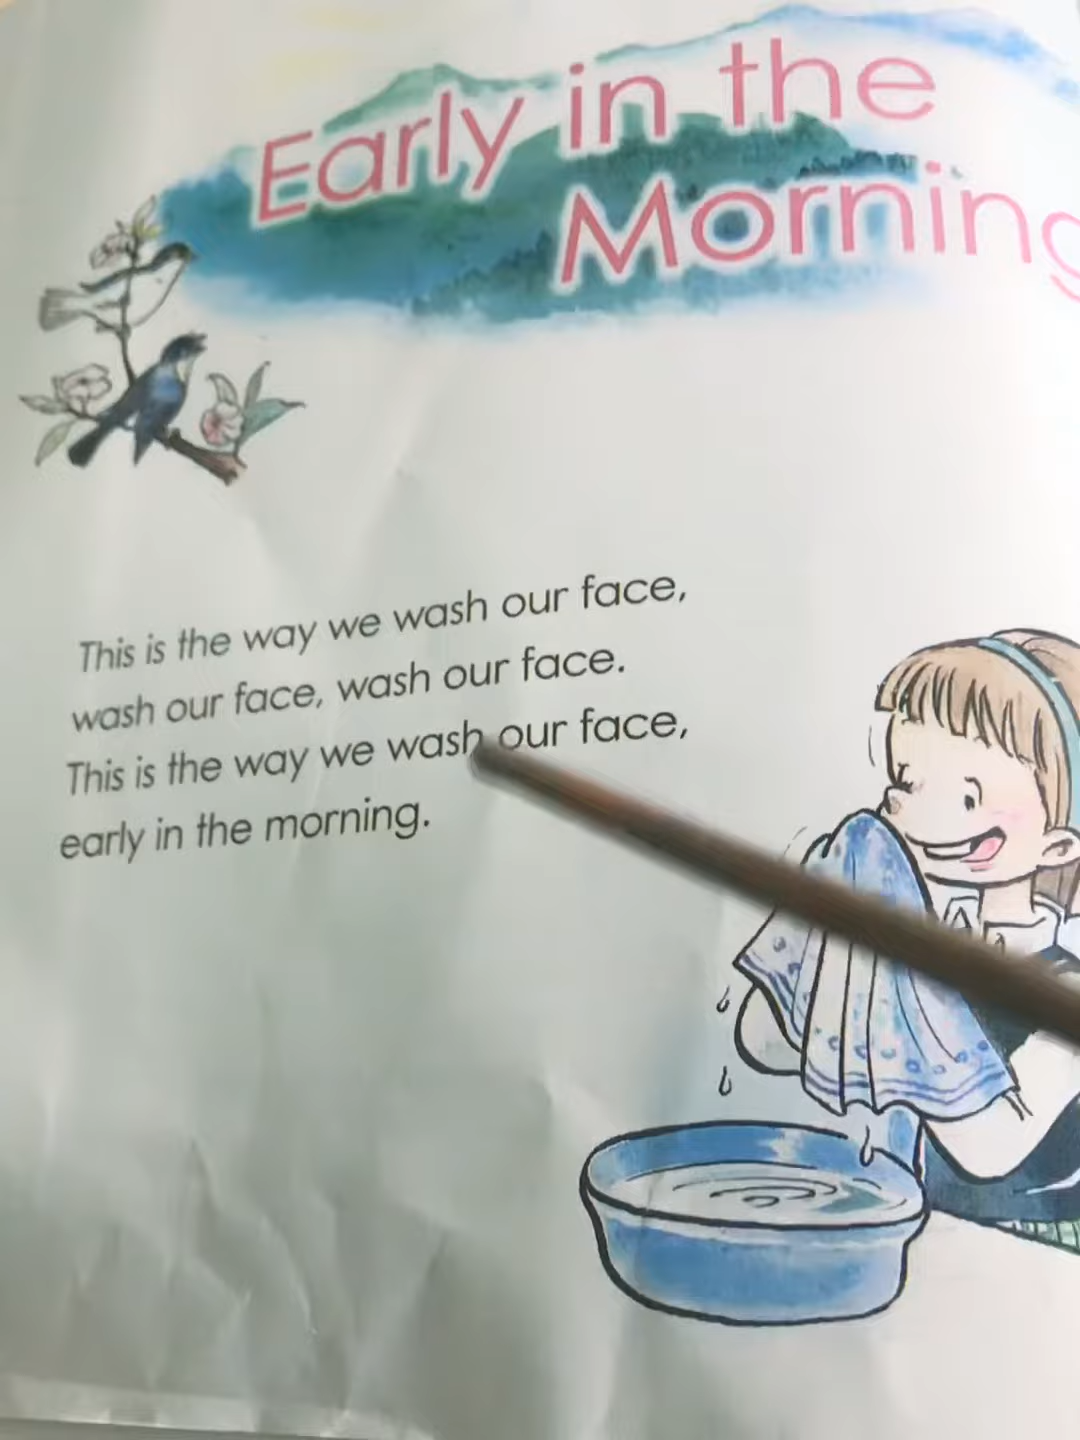 Early in the
Morning
This is the way we wash our face,
wash our face, wash our face.
This is the way we wash our face,
early in the morning.